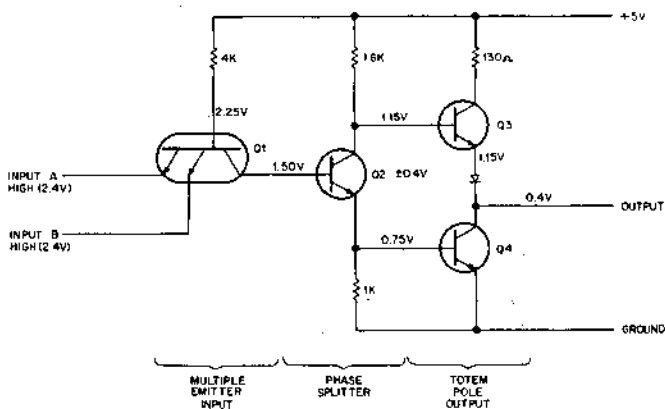 +5V
4K
1.6K
130Ω
2.25V
1.15V
Q3
Q1
1.15V
INPUT A
HIGH (2.4V)
1.50V
Q2
±0.4V
0.4V
OUTPUT
INPUT B
HIGH (2.4V)
0.75V
Q4
1K
GROUND
MULTIPLE
EMITTER
INPUT
PHASE
SPLITTER
TOTEM
POLE
OUTPUT